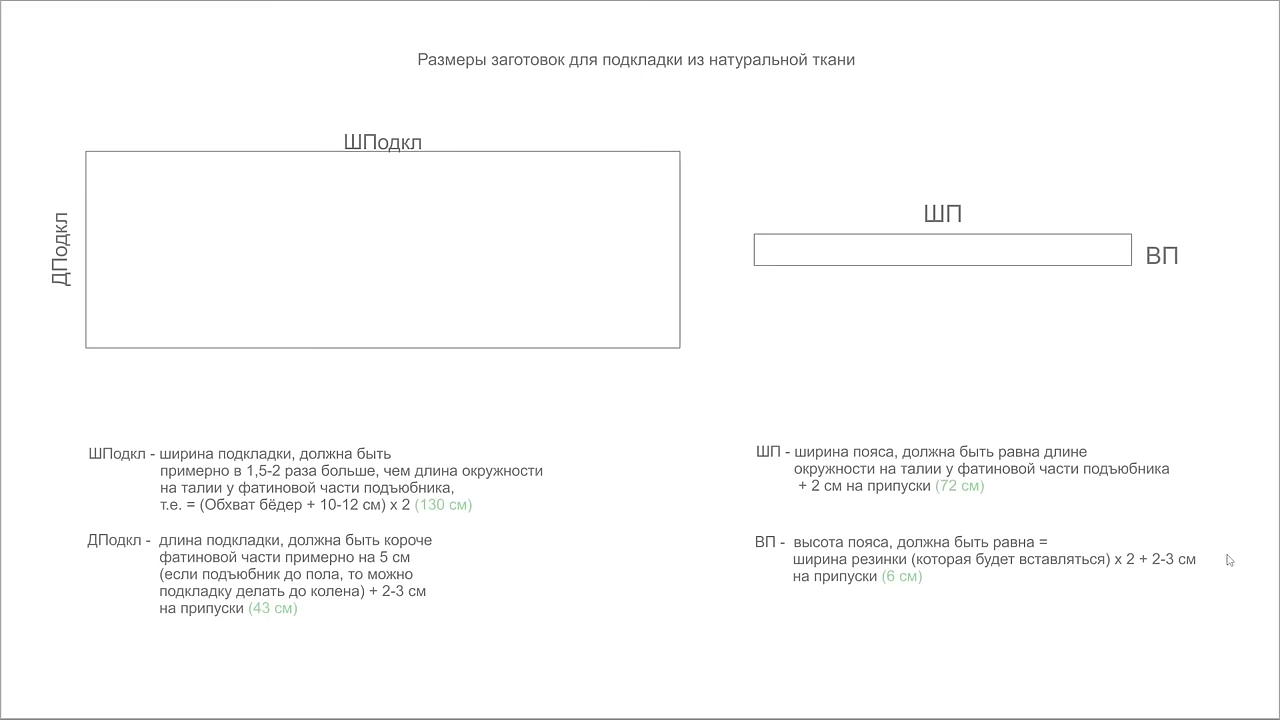 Размеры заготовок для подкладки из натуральной ткани
ШПодкл
ДПодкл
ШП
ВП
ШПодкл - ширина подкладки, должна быть
примерно в 1,5-2 раза больше, чем длина окружности
на талии у фатиновой части подъюбника,
т.е. = (Обхват бёдер + 10-12 см) х 2 (130 см)
ДПодкл - длина подкладки, должна быть короче
фатиновой части примерно на 5 см
(если подъюбник до пола, то можно
подкладку делать до колена) + 2-3 см
на припуски (43 см)
ШП - ширина пояса, должна быть равна длине
окружности на талии у фатиновой части подъюбника
+ 2 см на припуски (72 см)
ВП - высота пояса, должна быть равна =
ширина резинки (которая будет вставляться) х 2 + 2-3 см
на припуски (6 см)